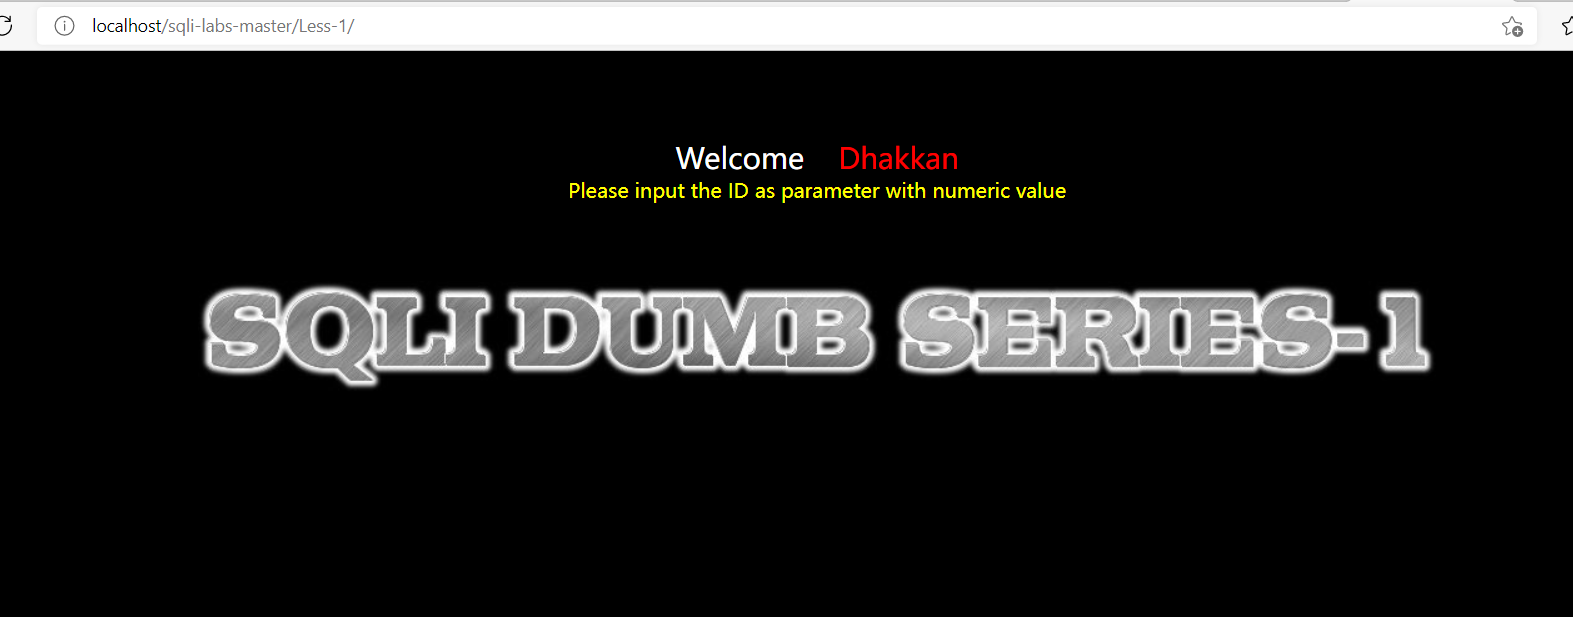 localhost/sqli-labs-master/Less-1/
Welcome Dhakkan
Please input the ID as parameter with numeric value
SQLI DUMB SERIES-1